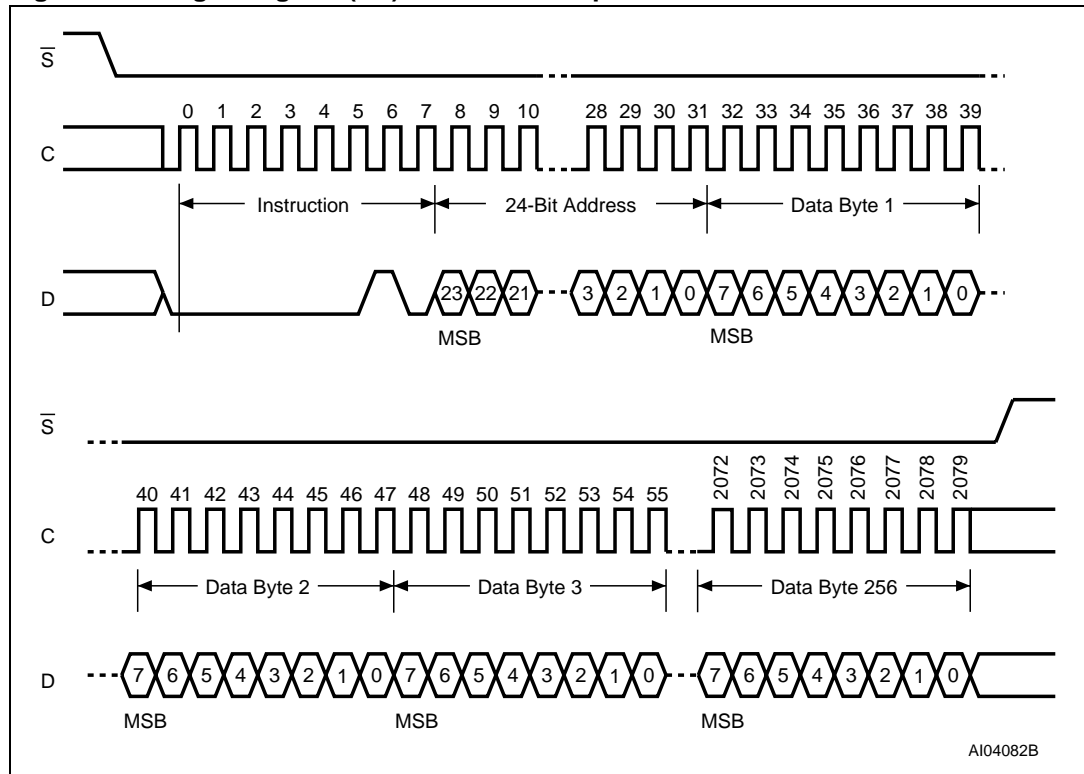 S
0 1 2 3 4 5 6 7 8 9 10 28 29 30 31 32 33 34 35 36 37 38 39
C
Instruction 24-Bit Address Data Byte 1
D 23 22 21 3 2 1 0 7 6 5 4 3 2 1 0
MSB MSB
S
40 41 42 43 44 45 46 47 48 49 50 51 52 53 54 55 2072 2073 2074 2075 2076 2077 2078 2079
C
Data Byte 2 Data Byte 3 Data Byte 256
D 7 6 5 4 3 2 1 0 7 6 5 4 3 2 1 0 7 6 5 4 3 2 1 0
MSB MSB MSB
AI04082B